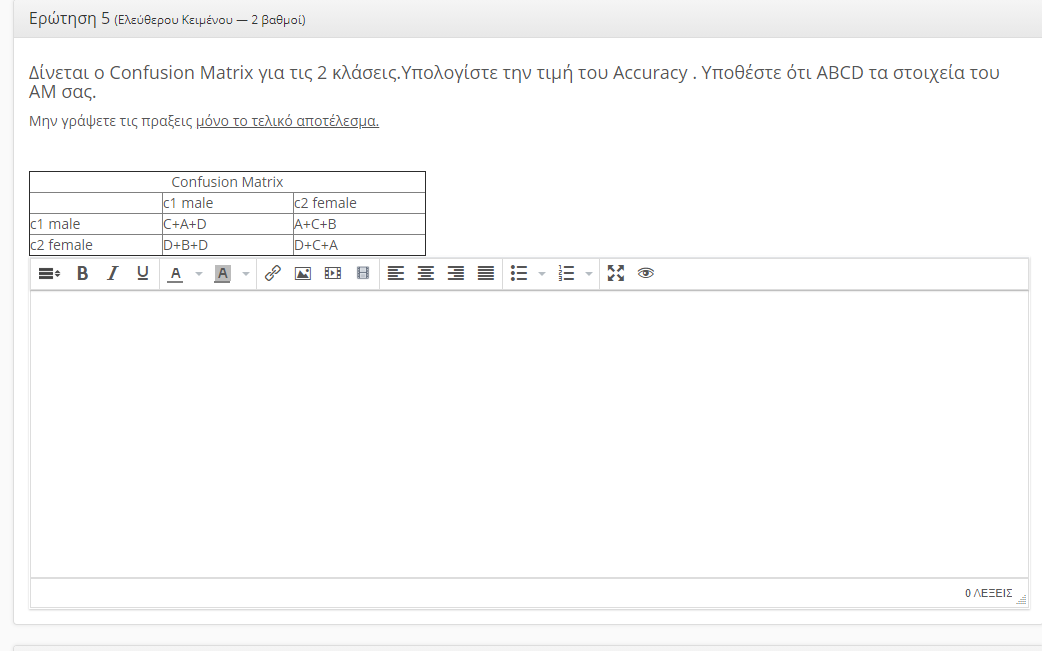 Ερώτηση 5 (Ελεύθερου Κειμένου — 2 βαθμοί)
Δίνεται ο Confusion Matrix για τις 2 κλάσεις.Υπολογίστε την τιμή του Accuracy . Υποθέστε ότι ABCD τα στοιχεία του
ΑΜ σας.
Μην γράψετε τις πραξεις μόνο το τελικό αποτέλεσμα.
Confusion Matrix
c1 male c2 female
c1 male C+A+D A+C+B
c2 female D+B+D D+C+A
B I U A A
0 ΛΕΞΕΙΣ